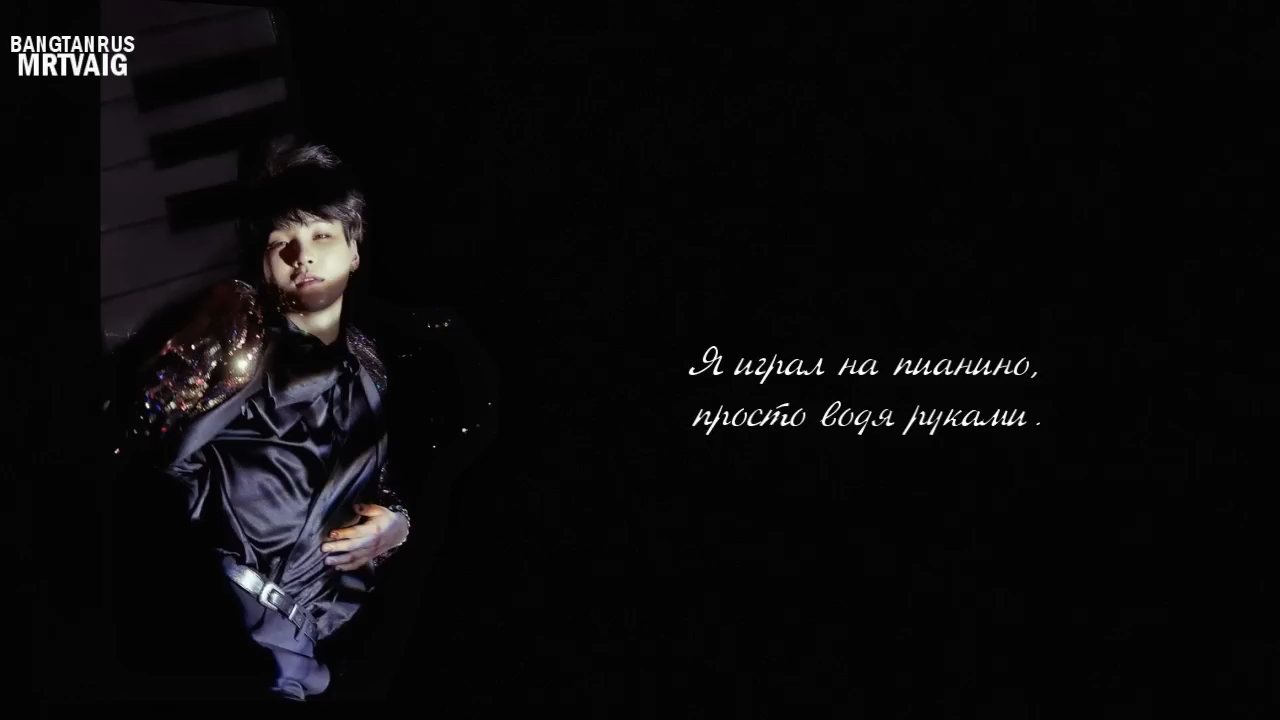 BANGTANRUS
MRTVAIG
Я играл на пианино,
просто водя руками .